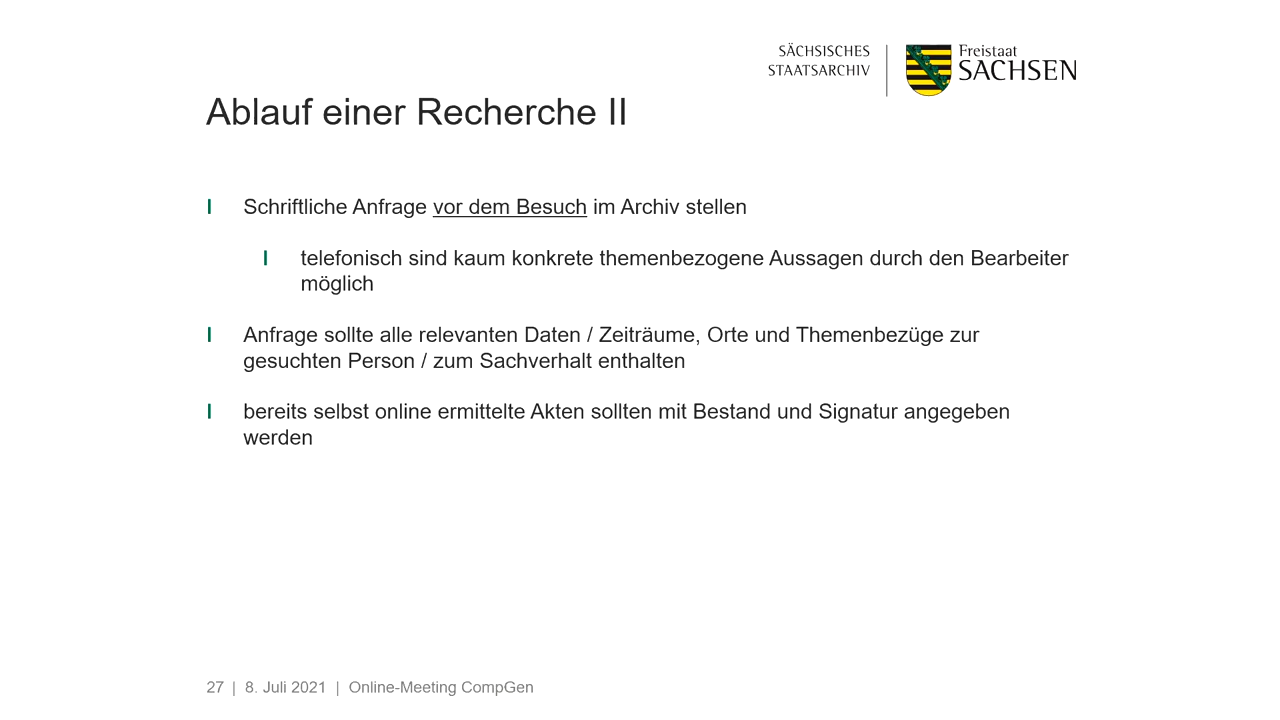 SÄCHSISCHES
STAATSARCHIV
Freistaat
SACHSEN
Ablauf einer Recherche II
Schriftliche Anfrage vor dem Besuch im Archiv stellen
telefonisch sind kaum konkrete themenbezogene Aussagen durch den Bearbeiter
möglich
Anfrage sollte alle relevanten Daten / Zeiträume, Orte und Themenbezüge zur
gesuchten Person / zum Sachverhalt enthalten
bereits selbst online ermittelte Akten sollten mit Bestand und Signatur angegeben
werden
27 | 8. Juli 2021 | Online-Meeting CompGen